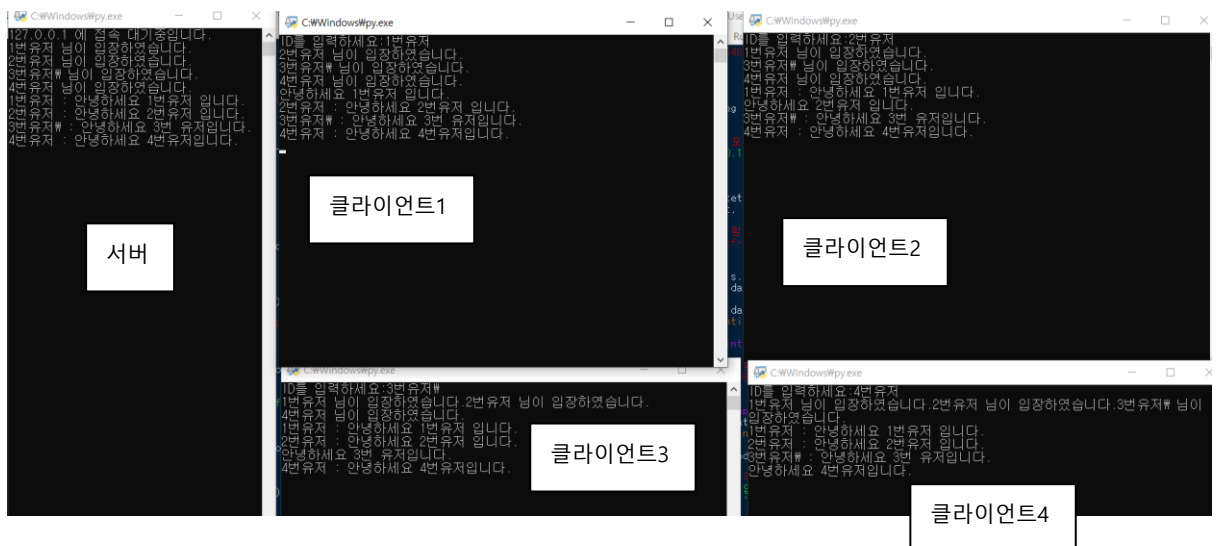 C:₩Windows₩py.exe
127.0.0.1 에 접속 대기중입니다.
1번유저 님이 입장하였습니다.
2번유저 님이 입장하였습니다.
3번유저₩ 님이 입장하였습니다.
4번유저 님이 입장하였습니다.
1번유저 : 안녕하세요 1번유저 입니다.
2번유저 : 안녕하세요 2번유저 입니다.
3번유저₩ : 안녕하세요 3번 유저입니다.
4번유저 : 안녕하세요 4번유저입니다.
서버
C:₩Windows₩py.exe
ID를 입력하세요:1번유저
2번유저 님이 입장하였습니다.
3번유저₩ 님이 입장하였습니다.
4번유저 님이 입장하였습니다.
안녕하세요 1번유저 입니다.
2번유저 : 안녕하세요 2번유저 입니다.
3번유저₩ : 안녕하세요 3번 유저입니다.
4번유저 : 안녕하세요 4번유저입니다.
클라이언트1
C:₩Windows₩py.exe
ID를 입력하세요:2번유저
1번유저 님이 입장하였습니다.
3번유저₩ 님이 입장하였습니다.
4번유저 님이 입장하였습니다.
1번유저 : 안녕하세요 1번유저 입니다.
안녕하세요 2번유저 입니다.
3번유저₩ : 안녕하세요 3번 유저입니다.
4번유저 : 안녕하세요 4번유저입니다.
클라이언트2
C:₩Windows₩py.exe
ID를 입력하세요:3번유저₩
1번유저 님이 입장하였습니다.2번유저 님이 입장하였습니다.
4번유저 님이 입장하였습니다.
1번유저 : 안녕하세요 1번유저 입니다.
2번유저 : 안녕하세요 2번유저 입니다.
안녕하세요 3번 유저입니다.
4번유저 : 안녕하세요 4번유저입니다.
클라이언트3
C:₩Windows₩py.exe
ID를 입력하세요:4번유저
1번유저 님이 입장하였습니다.2번유저 님이 입장하였습니다.3번유저₩ 님이
입장하였습니다.
1번유저 : 안녕하세요 1번유저 입니다.
2번유저 : 안녕하세요 2번유저 입니다.
3번유저₩ : 안녕하세요 3번 유저입니다.
안녕하세요 4번유저입니다.
클라이언트4